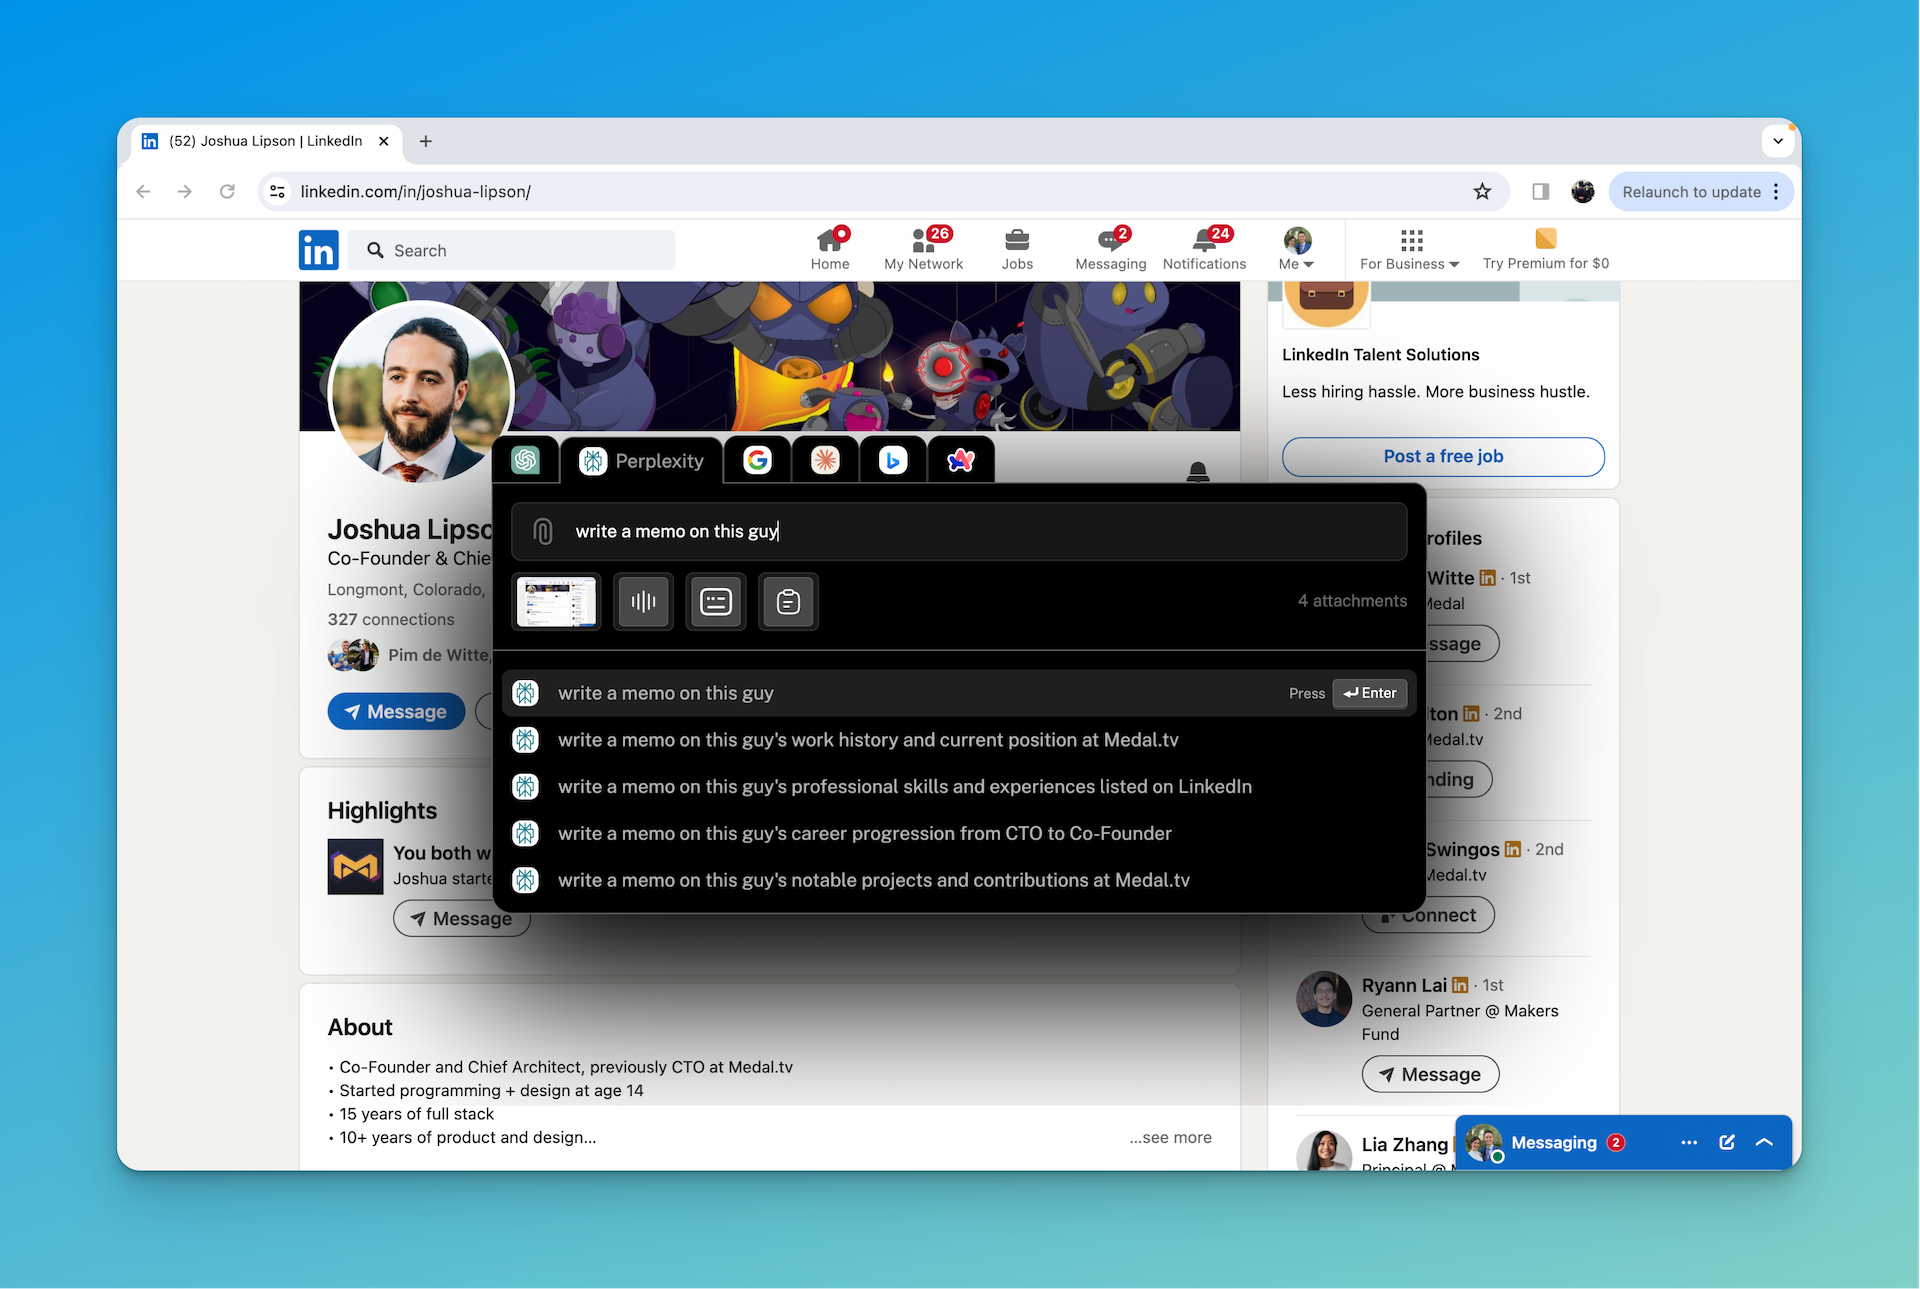 (52) Joshua Lipson | LinkedIn
linkedin.com/in/joshua-lipson/
Relaunch to update
in
Search
Home
26
My Network
Jobs
2
Messaging
24
Notifications
Me
For Business
Try Premium for $0
LinkedIn Talent Solutions
Less hiring hassle. More business hustle.
Post a free job
Perplexity
write a memo on this guy
4 attachments
write a memo on this guy
Press Enter
write a memo on this guy's work history and current position at Medal.tv
write a memo on this guy's professional skills and experiences listed on LinkedIn
write a memo on this guy's career progression from CTO to Co-Founder
write a memo on this guy's notable projects and contributions at Medal.tv
Joshua Lipso
Co-Founder & Chie
Longmont, Colorado,
327 connections
Pim de Witte,
Message
Highlights
You both w
Joshua starte
Message
About
• Co-Founder and Chief Architect, previously CTO at Medal.tv
• Started programming + design at age 14
• 15 years of full stack
• 10+ years of product and design...
...see more
rofiles
Witte in · 1st
Medal
ssage
lton in · 2nd
Medal.tv
nding
Swingos in · 2nd
Medal.tv
Connect
Ryann Lai in · 1st
General Partner @ Makers
Fund
Message
Lia Zhang
Principal @
Messaging 2